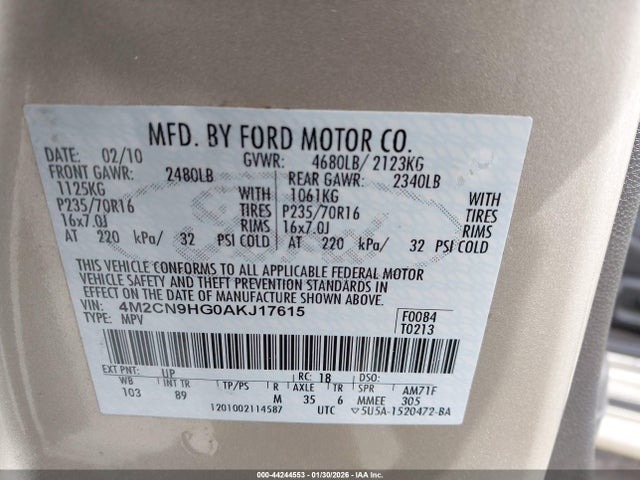 MFD. BY FORD MOTOR CO.
DATE: 02/10 GVWR: 4680LB/ 2123KG
FRONT GAWR: 2480LB REAR GAWR: 2340LB
1125KG WITH 1061KG WITH
P235/70R16 TIRES P235/70R16 TIRES
16x7.0J RIMS 16x7.0J RIMS
AT 220 kPa/ 32 PSI COLD AT 220 kPa/ 32 PSI COLD
THIS VEHICLE CONFORMS TO ALL APPLICABLE FEDERAL MOTOR
VEHICLE SAFETY AND THEFT PREVENTION STANDARDS IN
EFFECT ON THE DATE OF MANUFACTURE SHOWN ABOVE.
VIN: 4M2CN9HG0AKJ17615 F0084
TYPE: MPV T0213
EXT PNT: UP RC: 18 DSO:
WB INT TR TP/PS R AXLE TR SPR AM71F
103 89 M 35 6 MMEE 305
1201002114587 UTC 5U5A-1520472-BA
000-44244553 | 01/30/2026 - IAA Inc.